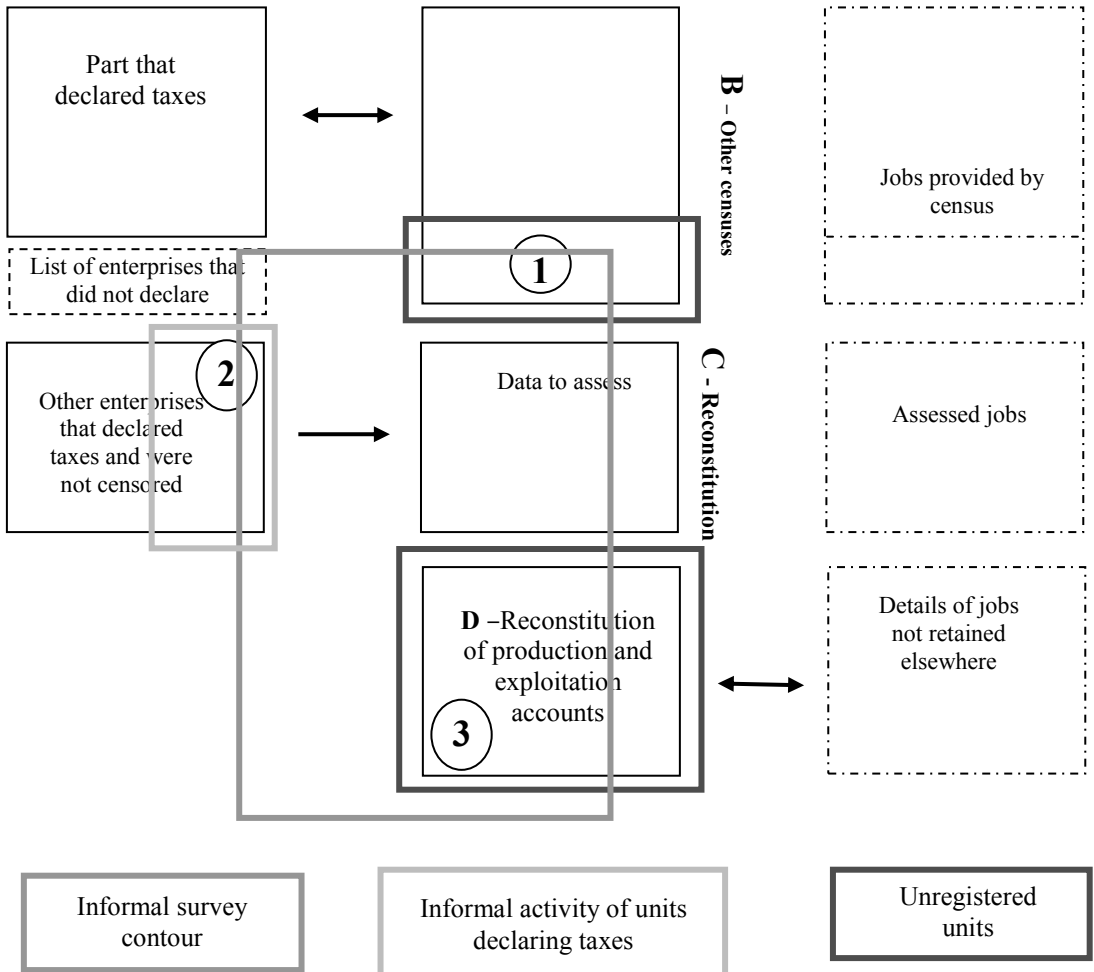 Part that
declared taxes
B – Other censuses
Jobs provided by
census
List of enterprises that
did not declare
1
2
Other enterprises
that declared
taxes and were
not censored
Data to assess
C - Reconstitution
Assessed jobs
D –Reconstitution
of production and
exploitation
accounts
3
Details of jobs
not retained
elsewhere
Informal survey
contour
Informal activity of units
declaring taxes
Unregistered
units